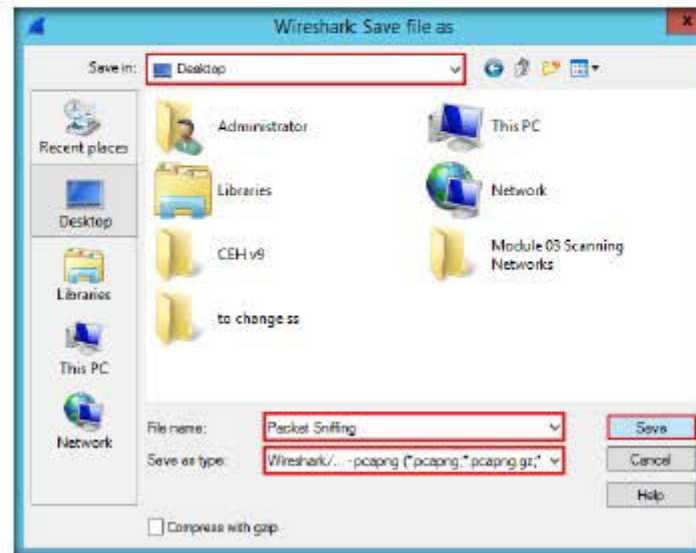 Wireshark: Save file as
x
Save in:
Desktop
Recent places
Desktop
Libraries
This PC
Network
Administrator
This PC
Libraries
Network
CEH v9
Module 03 Scanning
Networks
to change ss
File name:
Packet Sniffing
Save
Save as type:
Wireshark/... - pcapng (*.pcapng;*.pcapng.gz;*
Cancel
Help
Compress with gzip